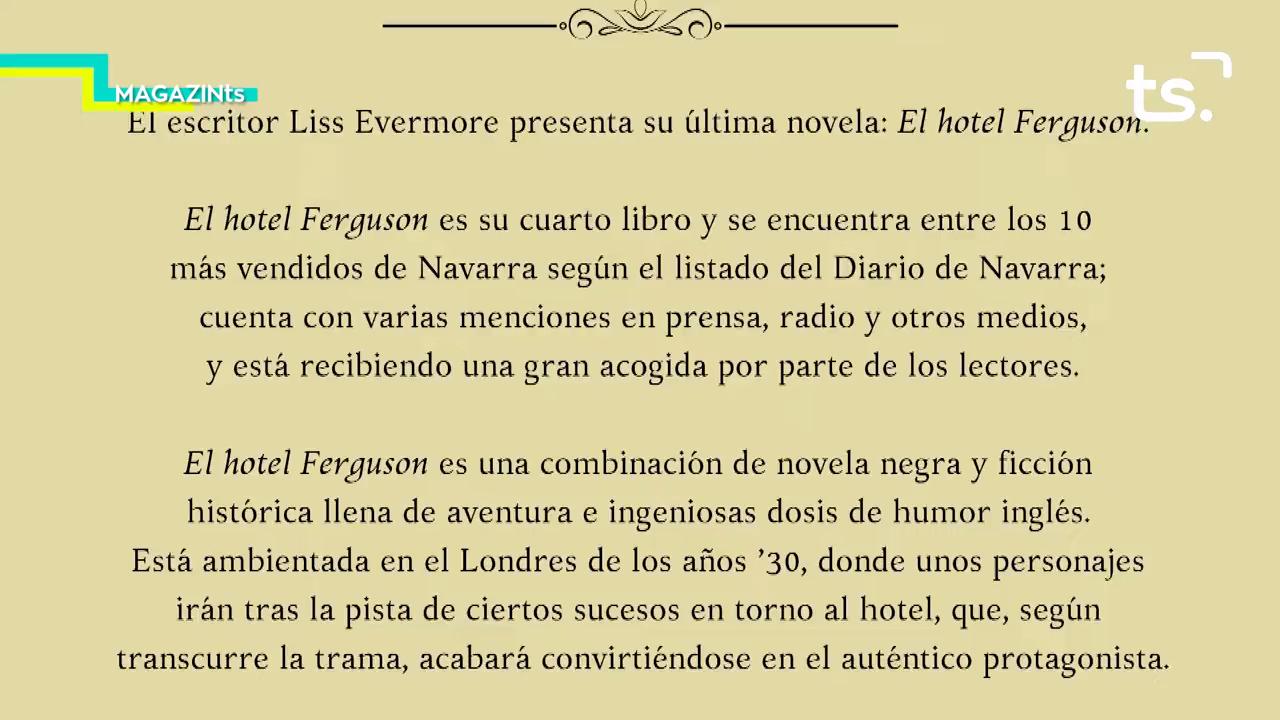 MAGAZINts
ts.
El escritor Liss Evermore presenta su última novela: El hotel Ferguson.
El hotel Ferguson es su cuarto libro y se encuentra entre los 10
más vendidos de Navarra según el listado del Diario de Navarra;
cuenta con varias menciones en prensa, radio y otros medios,
y está recibiendo una gran acogida por parte de los lectores.
El hotel Ferguson es una combinación de novela negra y ficción
histórica llena de aventura e ingeniosas dosis de humor inglés.
Está ambientada en el Londres de los años ’30, donde unos personajes
irán tras la pista de ciertos sucesos en torno al hotel, que, según
transcurre la trama, acabará convirtiéndose en el auténtico protagonista.